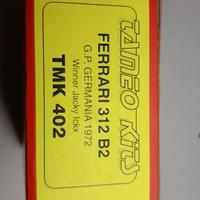 TAMEO KITS
FERRARI 312 B2
G.P. GERMANIA 1972
Winner Jacky Ickx
TMK 402